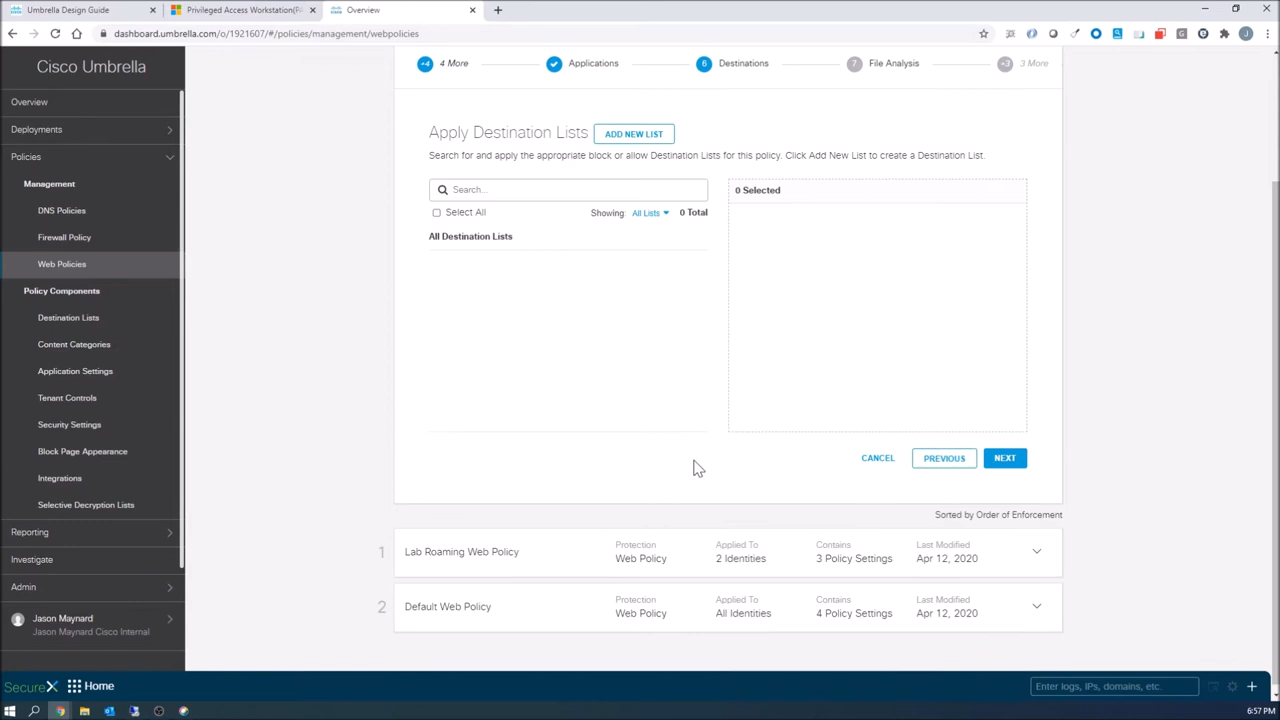 Umbrella Design Guide
Privileged Access Workstation(PA
Overview
dashboard.umbrella.com/o/1921607/#/policies/management/webpolicies
J
Cisco Umbrella
Overview
Deployments
Policies
Management
DNS Policies
Firewall Policy
Web Policies
Policy Components
Destination Lists
Content Categories
Application Settings
Tenant Controls
Security Settings
Block Page Appearance
Integrations
Selective Decryption Lists
Reporting
Investigate
Admin
Jason Maynard
Jason Maynard Cisco Internal
+4 4 More
Applications
6 Destinations
7 File Analysis
+3 3 More
Apply Destination Lists
ADD NEW LIST
Search for and apply the appropriate block or allow Destination Lists for this policy. Click Add New List to create a Destination List.
Search...
Select All
Showing: All Lists 0 Total
All Destination Lists
0 Selected
CANCEL PREVIOUS NEXT
Sorted by Order of Enforcement
1 Lab Roaming Web Policy
Protection Applied To Contains Last Modified
Web Policy 2 Identities 3 Policy Settings Apr 12, 2020
2 Default Web Policy
Protection Applied To Contains Last Modified
Web Policy All Identities 4 Policy Settings Apr 12, 2020
SecureX Home
Enter logs, IPs, domains, etc.
6:57 PM